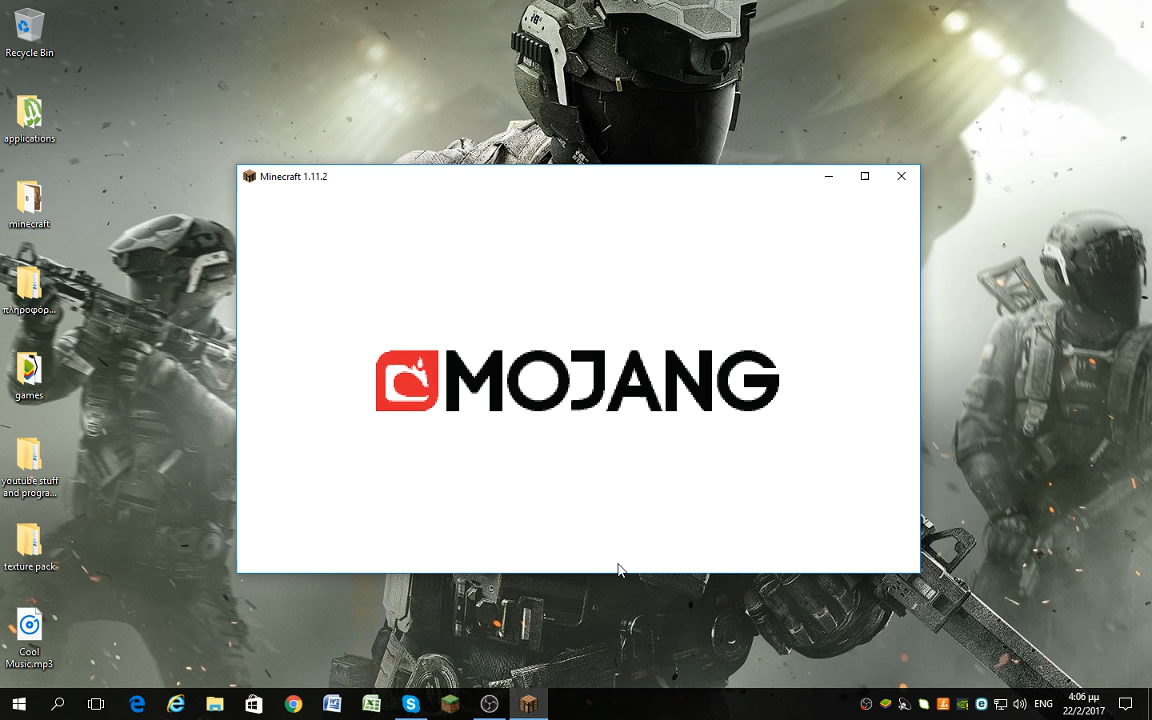 Recycle Bin
applications
minecraft
πληροφόρ...
games
youtube stuff
and progra...
texture pack
Cool
Music.mp3
Minecraft 1.11.2
MOJANG
ENG
4:06 μμ
22/2/2017